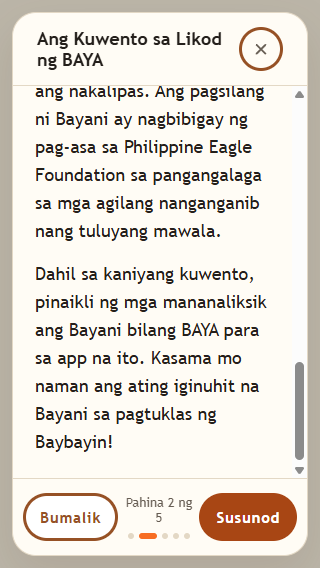 Ang Kuwento sa Likod
ng BAYA
ang nakalipas. Ang pagsilang
ni Bayani ay nagbibigay ng
pag-asa sa Philippine Eagle
Foundation sa pangangalaga
sa mga agilang nanganganib
nang tuluyang mawala.
Dahil sa kaniyang kuwento,
pinaikli ng mga mananaliksik
ang Bayani bilang BAYA para
sa app na ito. Kasama mo
naman ang ating iginuhit na
Bayani sa pagtuklas ng
Baybayin!
Bumalik
Pahina 2 ng
5
Susunod